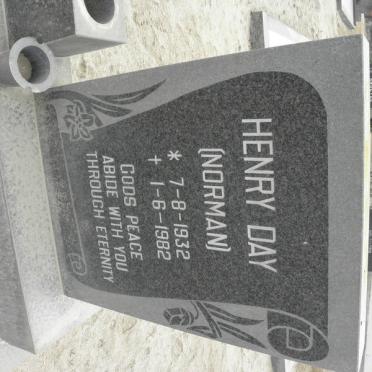 HENRY DAY
(NORMAN)
* 7-8-1932
† 1-6-1982
GODS PEACE
ABIDE WITH YOU
THROUGH ETERNITY